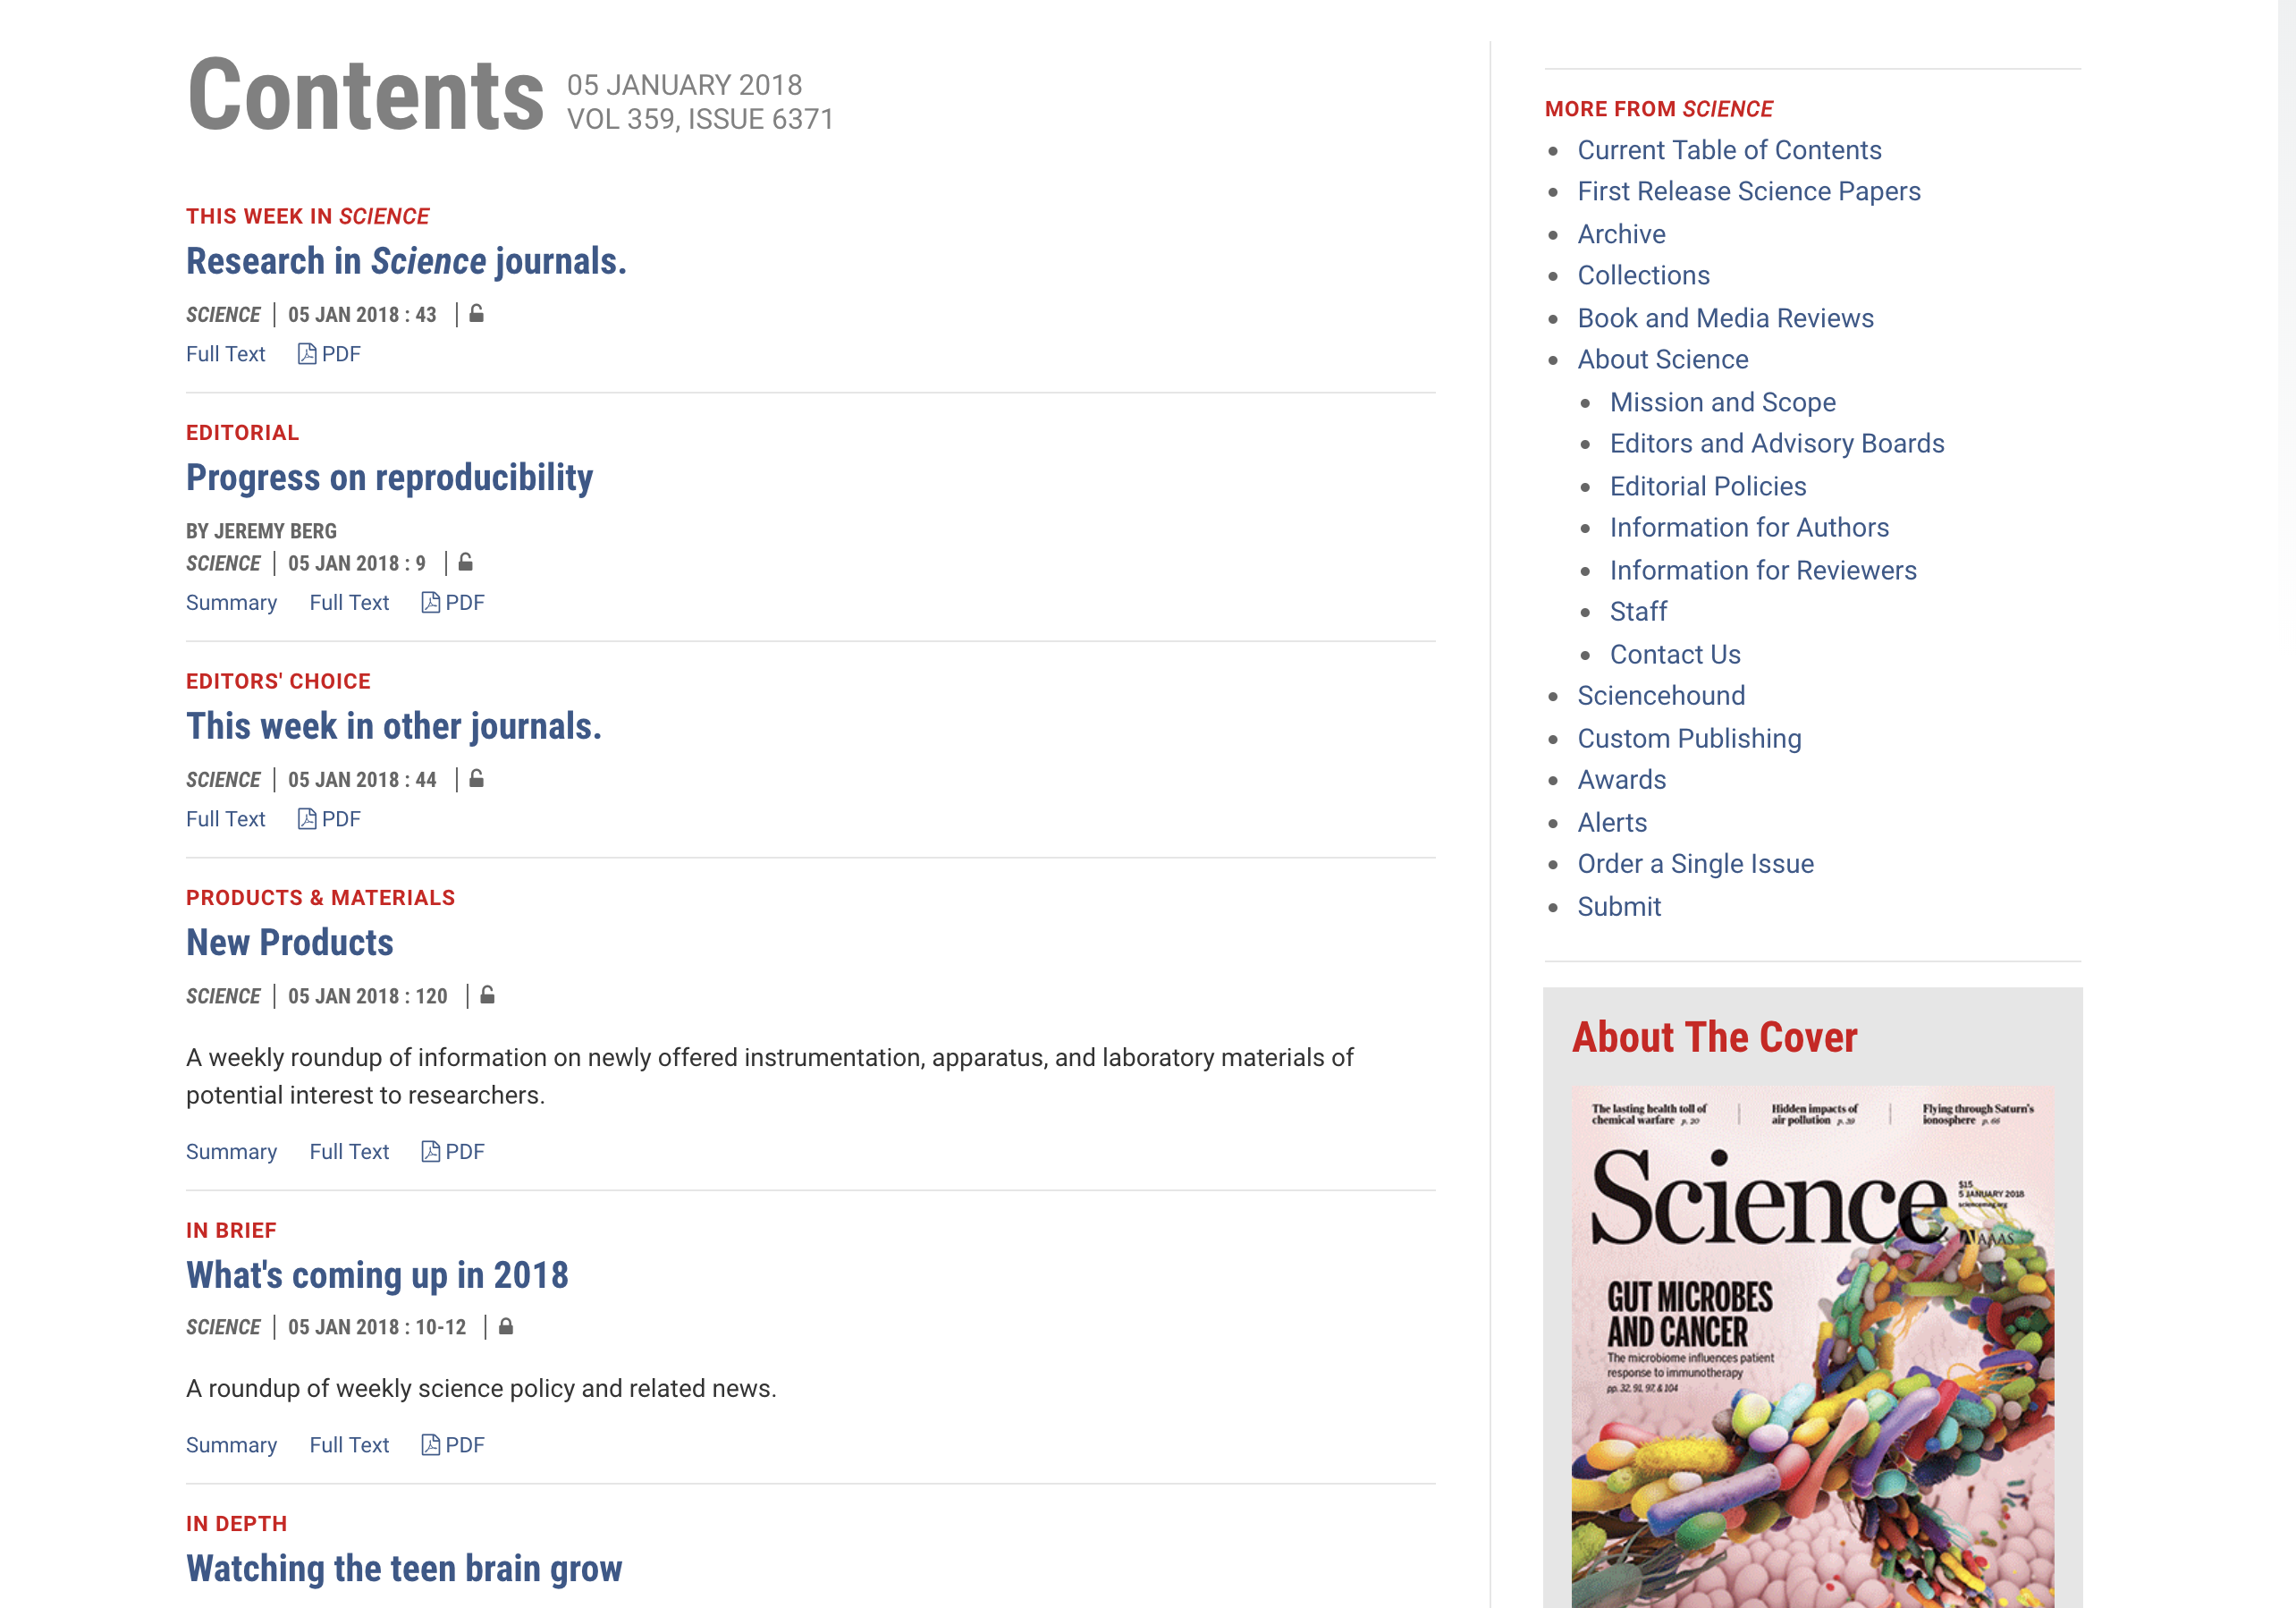 Contents
05 JANUARY 2018
VOL 359, ISSUE 6371
THIS WEEK IN SCIENCE
Research in Science journals.
SCIENCE | 05 JAN 2018 : 43 |
Full Text PDF
EDITORIAL
Progress on reproducibility
BY JEREMY BERG
SCIENCE | 05 JAN 2018 : 9 |
Summary Full Text PDF
EDITORS' CHOICE
This week in other journals.
SCIENCE | 05 JAN 2018 : 44 |
Full Text PDF
PRODUCTS & MATERIALS
New Products
SCIENCE | 05 JAN 2018 : 120 |
A weekly roundup of information on newly offered instrumentation, apparatus, and laboratory materials of
potential interest to researchers.
Summary Full Text PDF
IN BRIEF
What's coming up in 2018
SCIENCE | 05 JAN 2018 : 10-12 |
A roundup of weekly science policy and related news.
Summary Full Text PDF
IN DEPTH
Watching the teen brain grow
MORE FROM SCIENCE
Current Table of Contents
First Release Science Papers
Archive
Collections
Book and Media Reviews
About Science
Mission and Scope
Editors and Advisory Boards
Editorial Policies
Information for Authors
Information for Reviewers
Staff
Contact Us
Sciencehound
Custom Publishing
Awards
Alerts
Order a Single Issue
Submit
About The Cover
The lasting health toll of
chemical warfare p. 20
Hidden impacts of
air pollution p. 39
Flying through Saturn's
ionosphere p. 66
Science
$15
5 JANUARY 2018
sciencemag.org
AAAS
GUT MICROBES
AND CANCER
The microbiome influences patient
response to immunotherapy
pp. 32, 91, 97, & 104